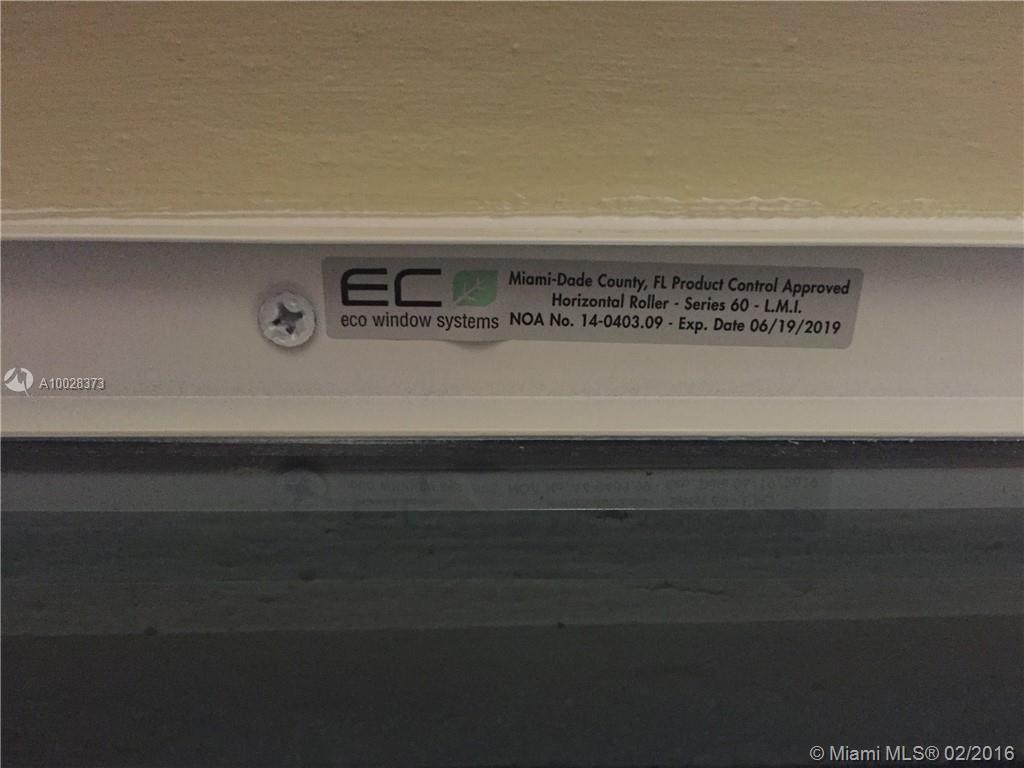 EC
eco window systems
Miami-Dade County, FL Product Control Approved
Horizontal Roller - Series 60 - L.M.I.
NOA No. 14-0403.09 - Exp. Date 06/19/2019
A10028373
© Miami MLS® 02/2016